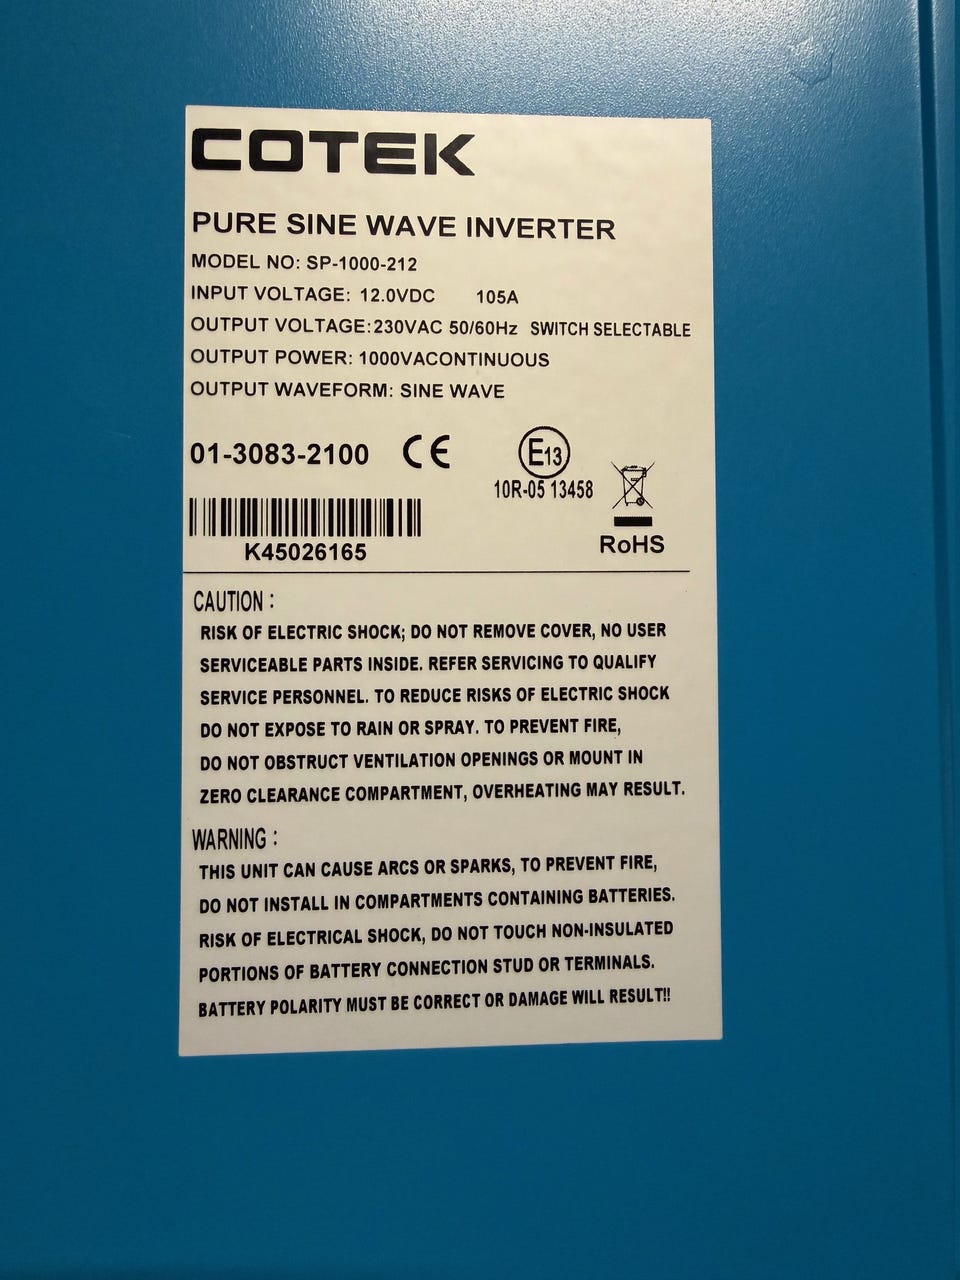 COTEK
PURE SINE WAVE INVERTER
MODEL NO: SP-1000-212
INPUT VOLTAGE: 12.0VDC 105A
OUTPUT VOLTAGE:230VAC 50/60Hz SWITCH SELECTABLE
OUTPUT POWER: 1000VACONTINUOUS
OUTPUT WAVEFORM: SINE WAVE
01-3083-2100 CE E13
10R-05 13458
K45026165
RoHS
CAUTION :
RISK OF ELECTRIC SHOCK; DO NOT REMOVE COVER, NO USER
SERVICEABLE PARTS INSIDE. REFER SERVICING TO QUALIFY
SERVICE PERSONNEL. TO REDUCE RISKS OF ELECTRIC SHOCK
DO NOT EXPOSE TO RAIN OR SPRAY. TO PREVENT FIRE,
DO NOT OBSTRUCT VENTILATION OPENINGS OR MOUNT IN
ZERO CLEARANCE COMPARTMENT, OVERHEATING MAY RESULT.
WARNING :
THIS UNIT CAN CAUSE ARCS OR SPARKS, TO PREVENT FIRE,
DO NOT INSTALL IN COMPARTMENTS CONTAINING BATTERIES.
RISK OF ELECTRICAL SHOCK, DO NOT TOUCH NON-INSULATED
PORTIONS OF BATTERY CONNECTION STUD OR TERMINALS.
BATTERY POLARITY MUST BE CORRECT OR DAMAGE WILL RESULT!!